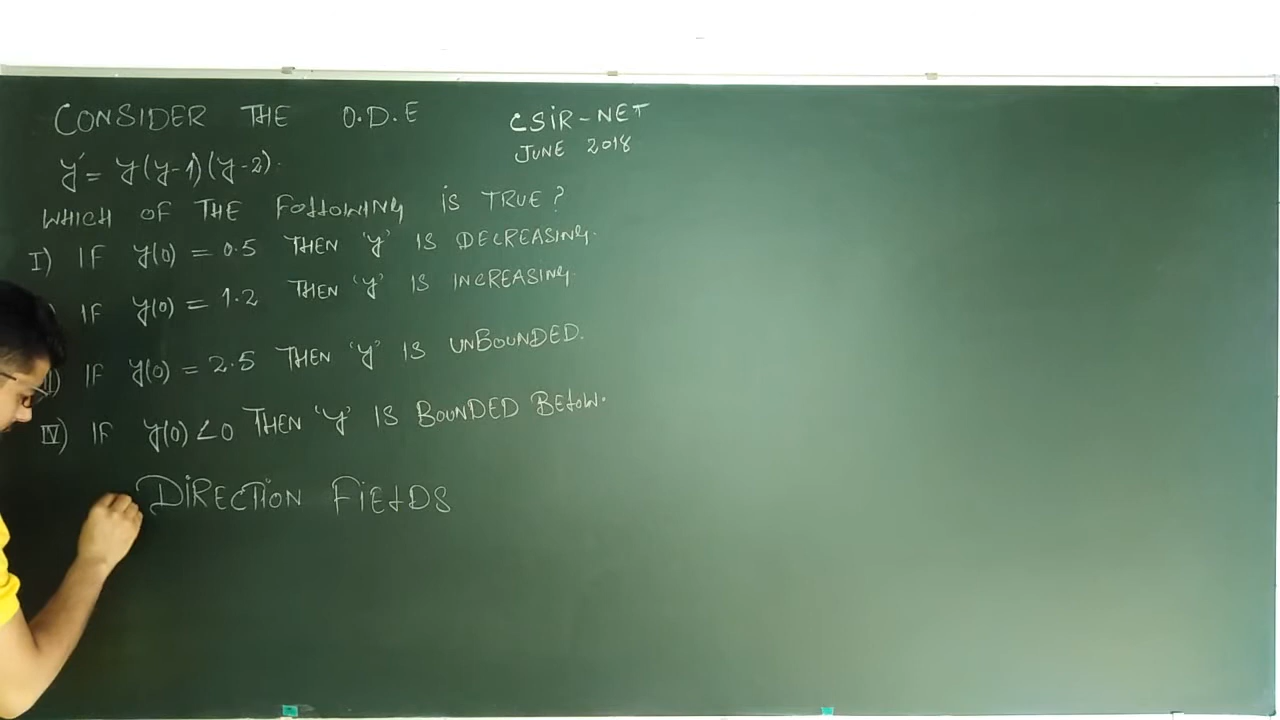 CONSIDER THE O.D.E
CSIR-NET
JUNE 2018
y' = y(y-1)(y-2).
WHICH OF THE FOLLOWING IS TRUE?
I) IF y(0) = 0.5 THEN 'y' IS DECREASING.
) IF y(0) = 1.2 THEN 'y' IS INCREASING.
II) IF y(0) = 2.5 THEN 'y' IS UNBOUNDED.
IV) IF y(0) < 0 THEN 'y' IS BOUNDED BELOW.
DIRECTION FIELDS